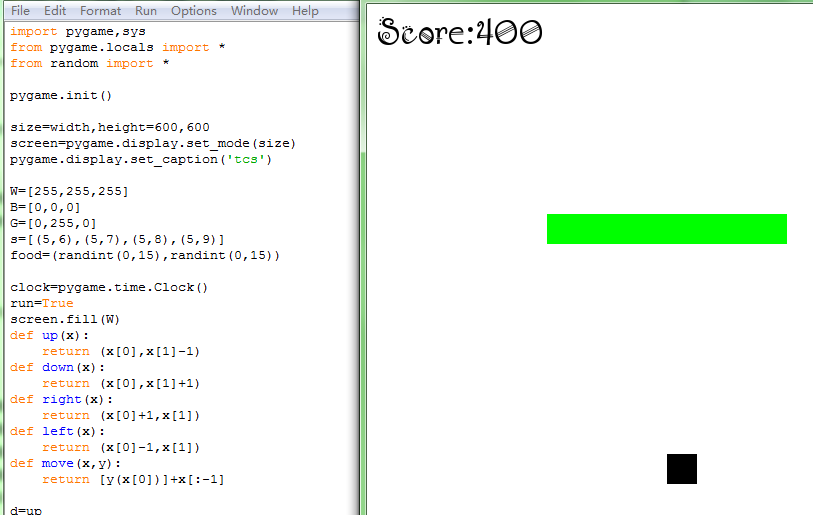 File Edit Format Run Options Window Help
import pygame,sys
from pygame.locals import *
from random import *
pygame.init()
size=width,height=600,600
screen=pygame.display.set_mode(size)
pygame.display.set_caption('tcs')
W=[255,255,255]
B=[0,0,0]
G=[0,255,0]
s=[(5,6),(5,7),(5,8),(5,9)]
food=(randint(0,15),randint(0,15))
clock=pygame.time.Clock()
run=True
screen.fill(W)
def up(x):
    return (x[0],x[1]-1)
def down(x):
    return (x[0],x[1]+1)
def right(x):
    return (x[0]+1,x[1])
def left(x):
    return (x[0]-1,x[1])
def move(x,y):
    return [y(x[0])]+x[:-1]
d=up
Score:400